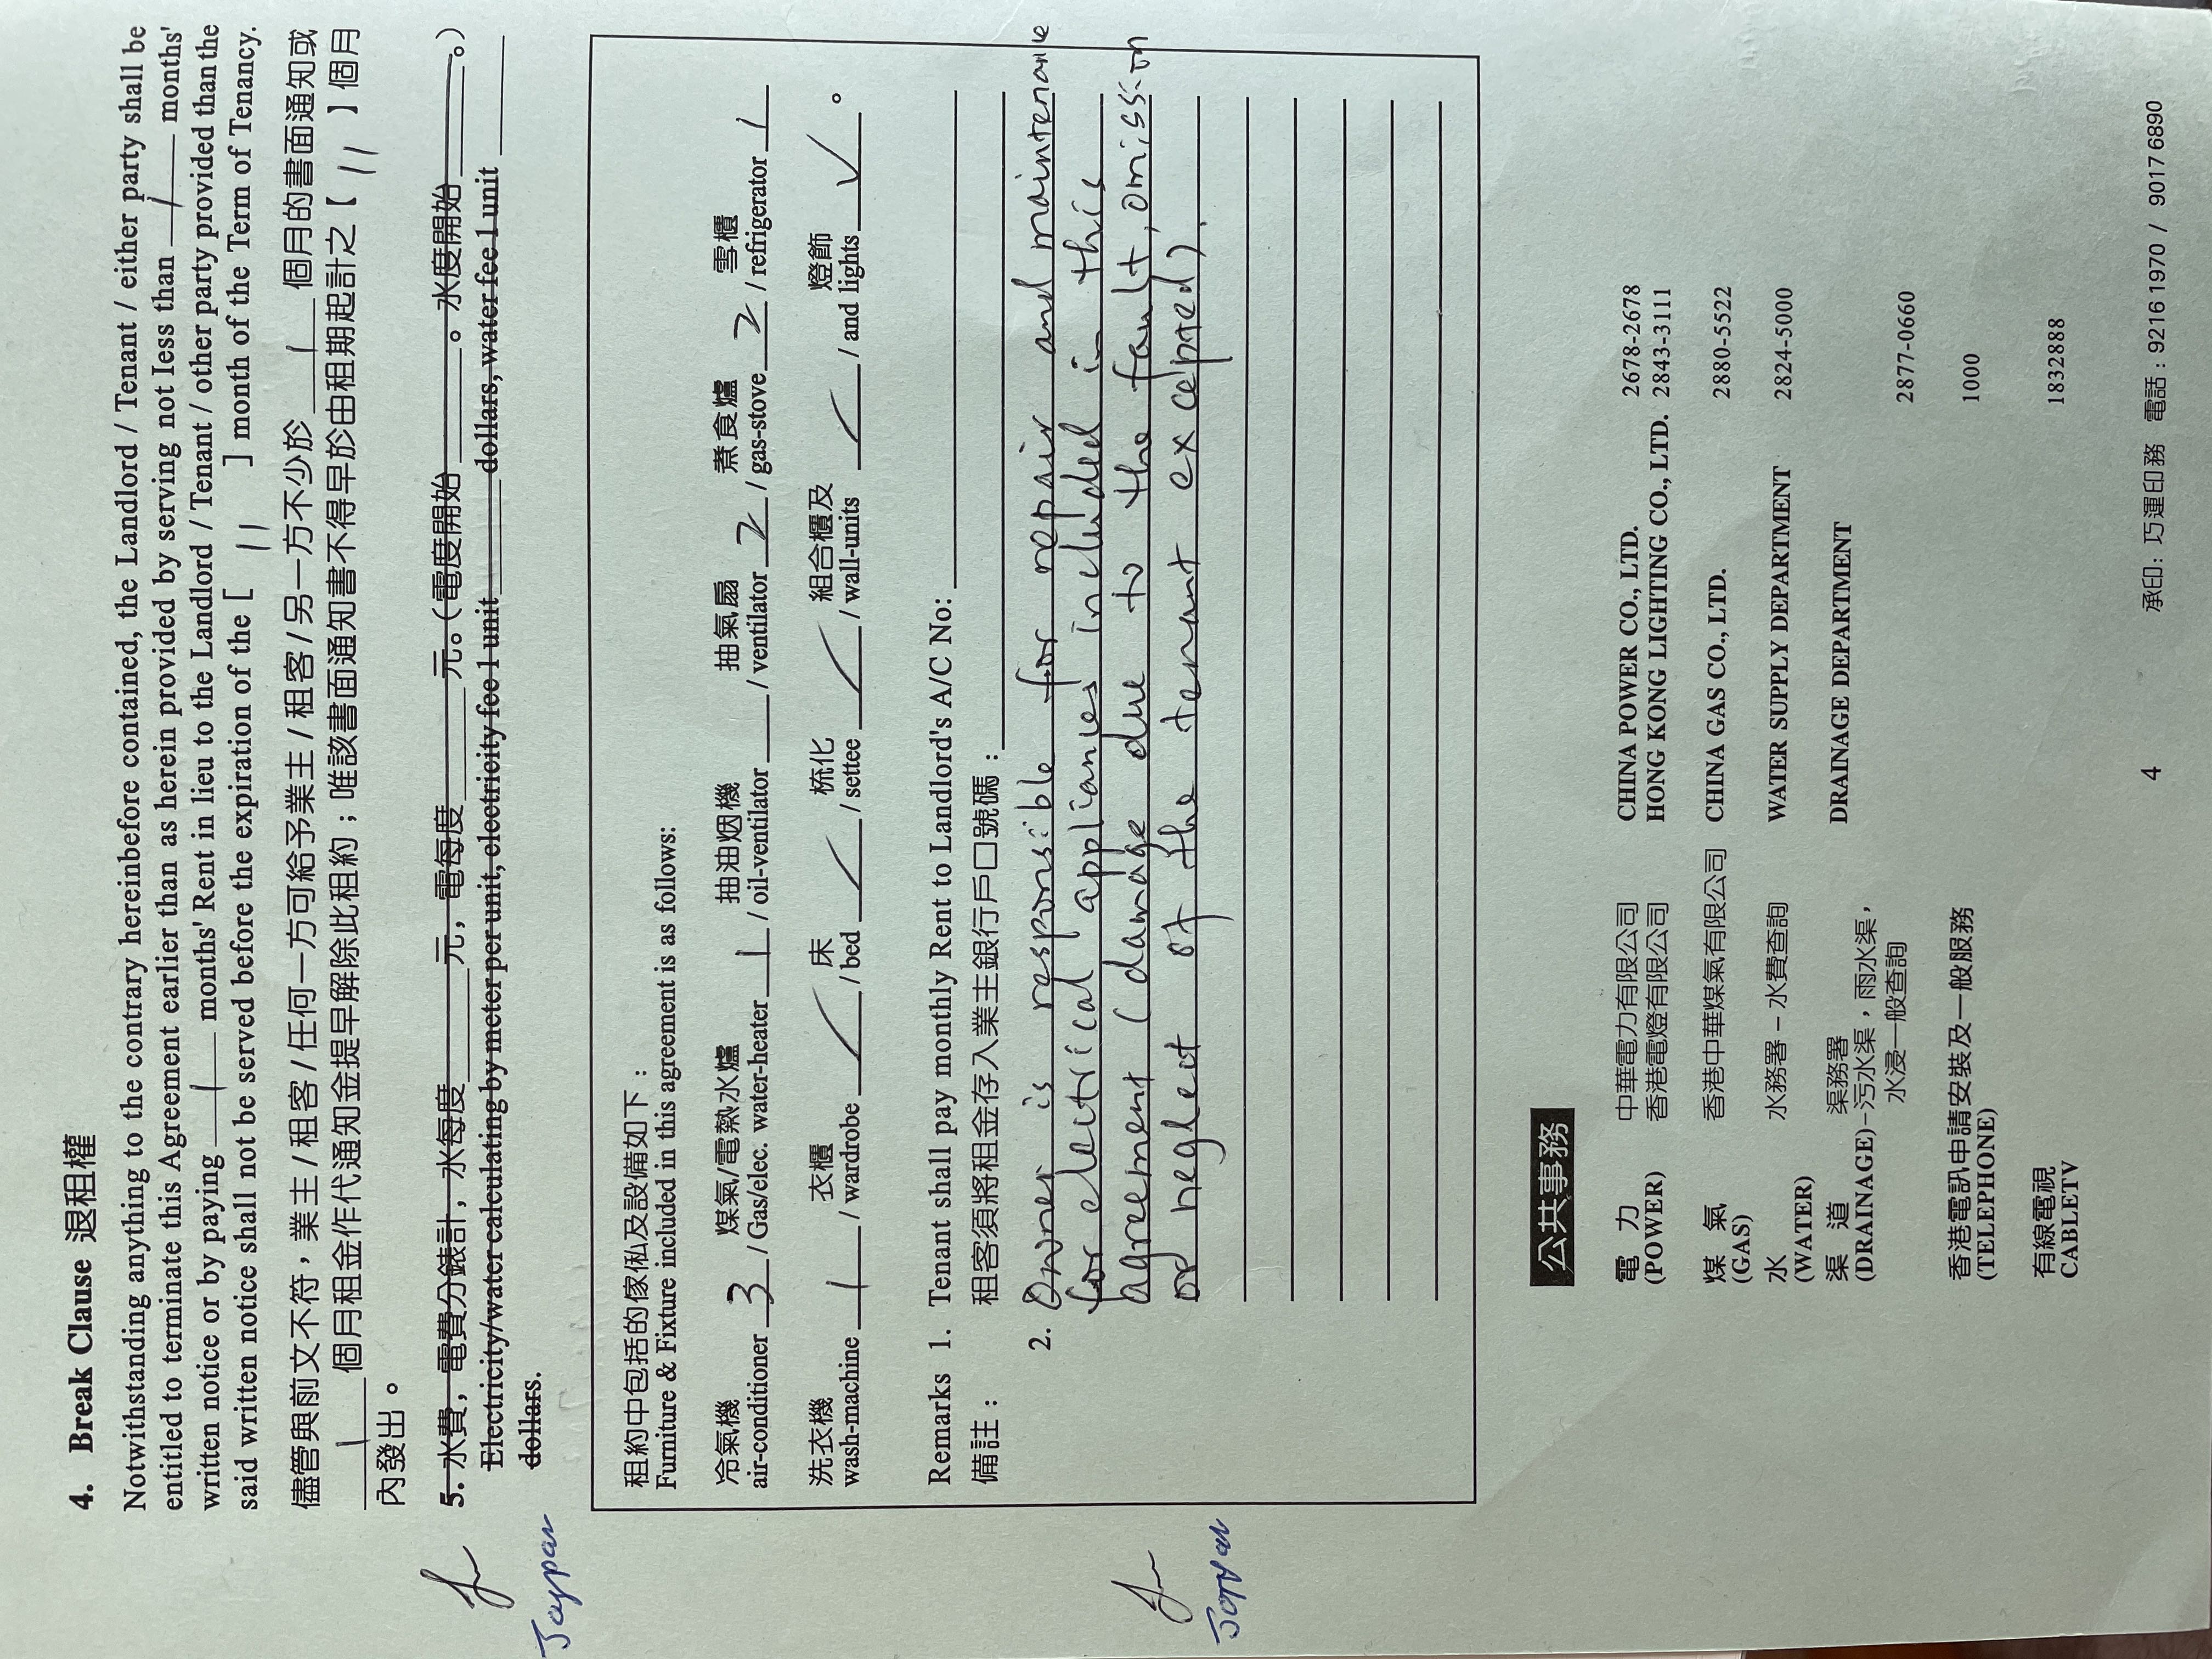 4. Break Clause 退租權
Notwithstanding anything to the contrary hereinbefore contained, the Landlord / Tenant / either party shall be
entitled to terminate this Agreement earlier than as herein provided by serving not less than 1 months'
written notice or by paying 1 months' Rent in lieu to the Landlord / Tenant / other party provided than the
said written notice shall not be served before the expiration of the [ 11 ] month of the Term of Tenancy.
儘管與前文不符，業主/租客/任何一方可給予業主/租客/另一方不少於 1 個月的書面通知或
1 個月租金作代通知金提早解除此租約；唯該書面通知書不得早於由租期起計之【 11 】個月
內發出。
5. 水費，電費分錶計，水每度____元，電每度____元。(電度開始____。水度開始____。)
Electricity/water calculating by meter per unit, electricity fee 1 unit____dollars, water fee 1 unit____
dollars.
租約中包括的傢俬及設備如下：
Furniture & Fixture included in this agreement is as follows:
冷氣機 煤氣/電熱水爐 抽油烟機 抽氣扇 煮食爐 雪櫃
air-conditioner 3 / Gas/elec. water-heater 1 / oil-ventilator ____ / ventilator 2 / gas-stove 2 / refrigerator 1
洗衣機 衣櫃 床 梳化 組合櫃及 燈飾
wash-machine 1 / wardrobe ✓ / bed ✓ / settee ✓ / wall-units ✓ / and lights ✓ 。
Remarks 1. Tenant shall pay monthly Rent to Landlord's A/C No:
備註： 租客須將租金存入業主銀行戶口號碼：
2. Owner is responsible for repair and maintenance
for electrical appliances included in this
agreement (damage due to the fault, omission
or neglect of the tenant excepted).
公共事務
電力 中華電力有限公司 CHINA POWER CO., LTD. 2678-2678
(POWER) 香港電燈有限公司 HONG KONG LIGHTING CO., LTD. 2843-3111
煤氣 香港中華煤氣有限公司 CHINA GAS CO., LTD. 2880-5522
(GAS)
水 水務署－水費查詢 WATER SUPPLY DEPARTMENT 2824-5000
(WATER)
渠道 渠務署 DRAINAGE DEPARTMENT
(DRAINAGE)–污水渠，雨水渠，
水浸一般查詢 2877-0660
香港電訊申請安裝及一般服務 1000
(TELEPHONE)
有線電視 1832888
CABLETV
4
承印: 巧運印務 電話 : 9216 1970 / 9017 6890